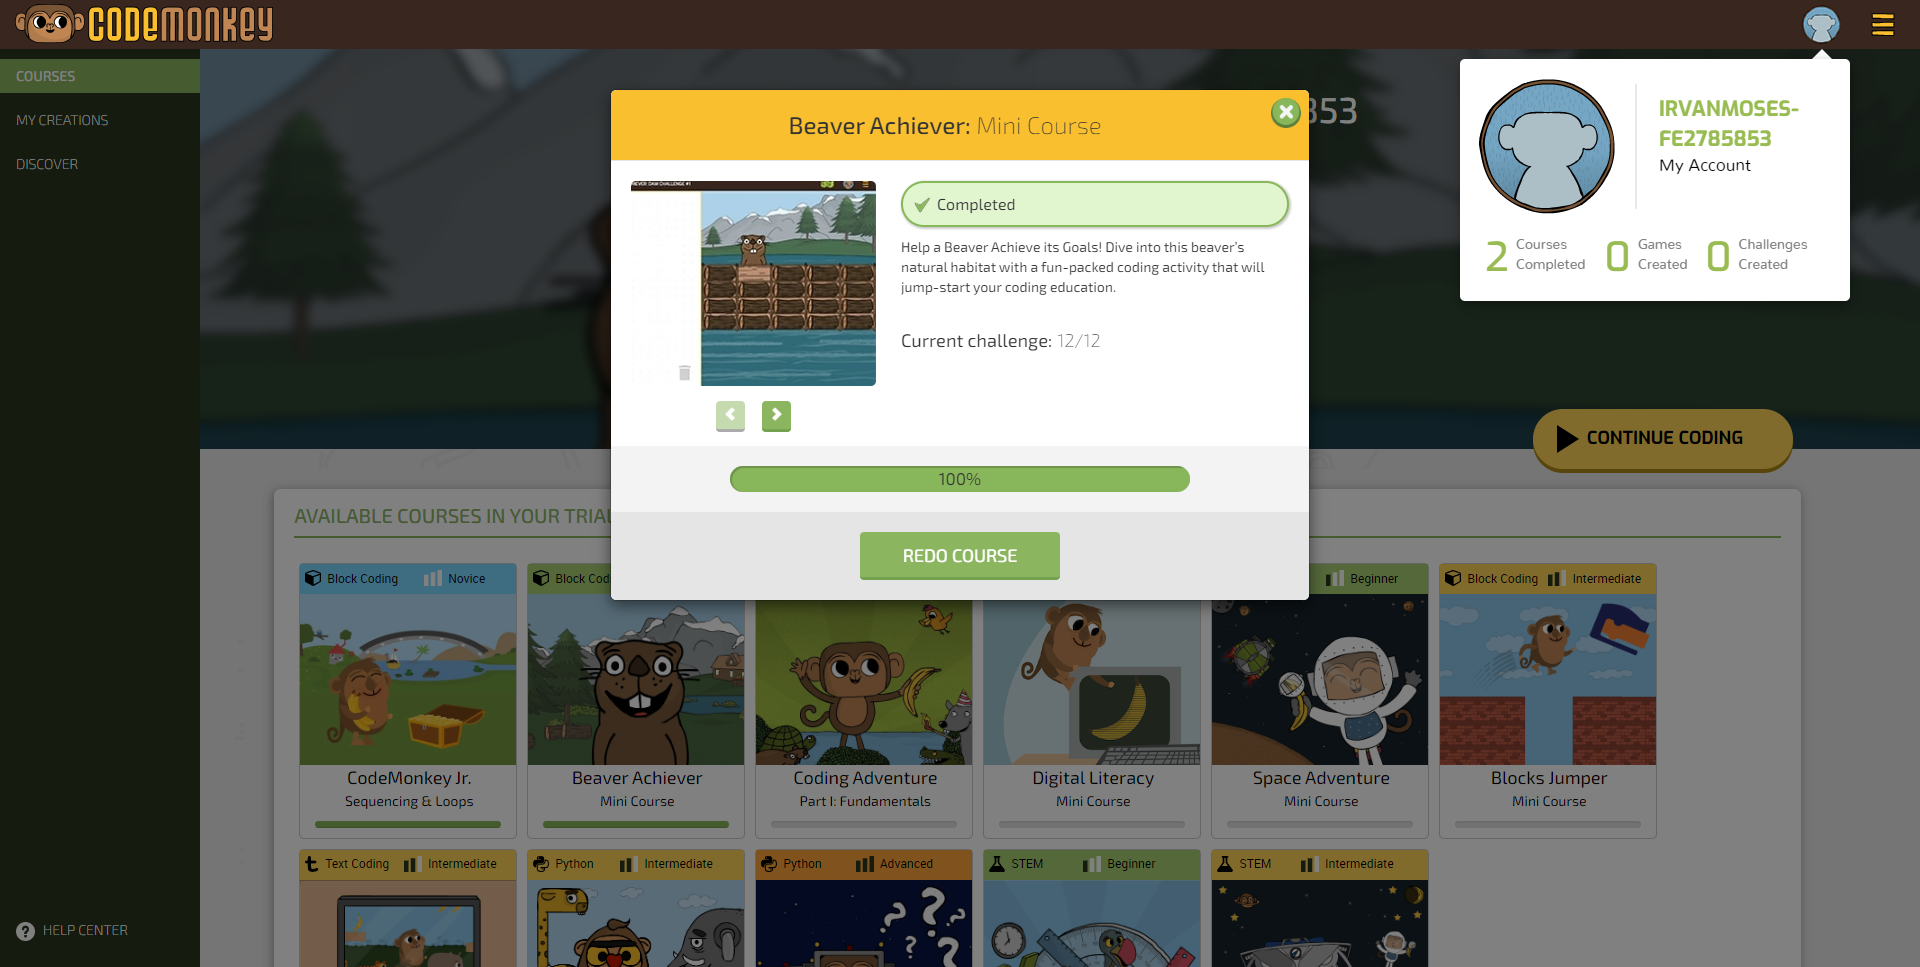 CODEMONKEY
COURSES
MY CREATIONS
DISCOVER
HELP CENTER
853
IRVANMOSES-
FE2785853
My Account
2 Courses Completed
0 Games Created
0 Challenges Created
Beaver Achiever: Mini Course
Completed
Help a Beaver Achieve its Goals! Dive into this beaver's
natural habitat with a fun-packed coding activity that will
jump-start your coding education.
Current challenge: 12/12
100%
REDO COURSE
CONTINUE CODING
AVAILABLE COURSES IN YOUR TRIAL
Block Coding Novice
Block Cod
Beginner
Block Coding Intermediate
CodeMonkey Jr.
Sequencing & Loops
Beaver Achiever
Mini Course
Coding Adventure
Part I: Fundamentals
Digital Literacy
Mini Course
Space Adventure
Mini Course
Blocks Jumper
Mini Course
Text Coding Intermediate
Python Intermediate
Python Advanced
STEM Beginner
STEM Intermediate